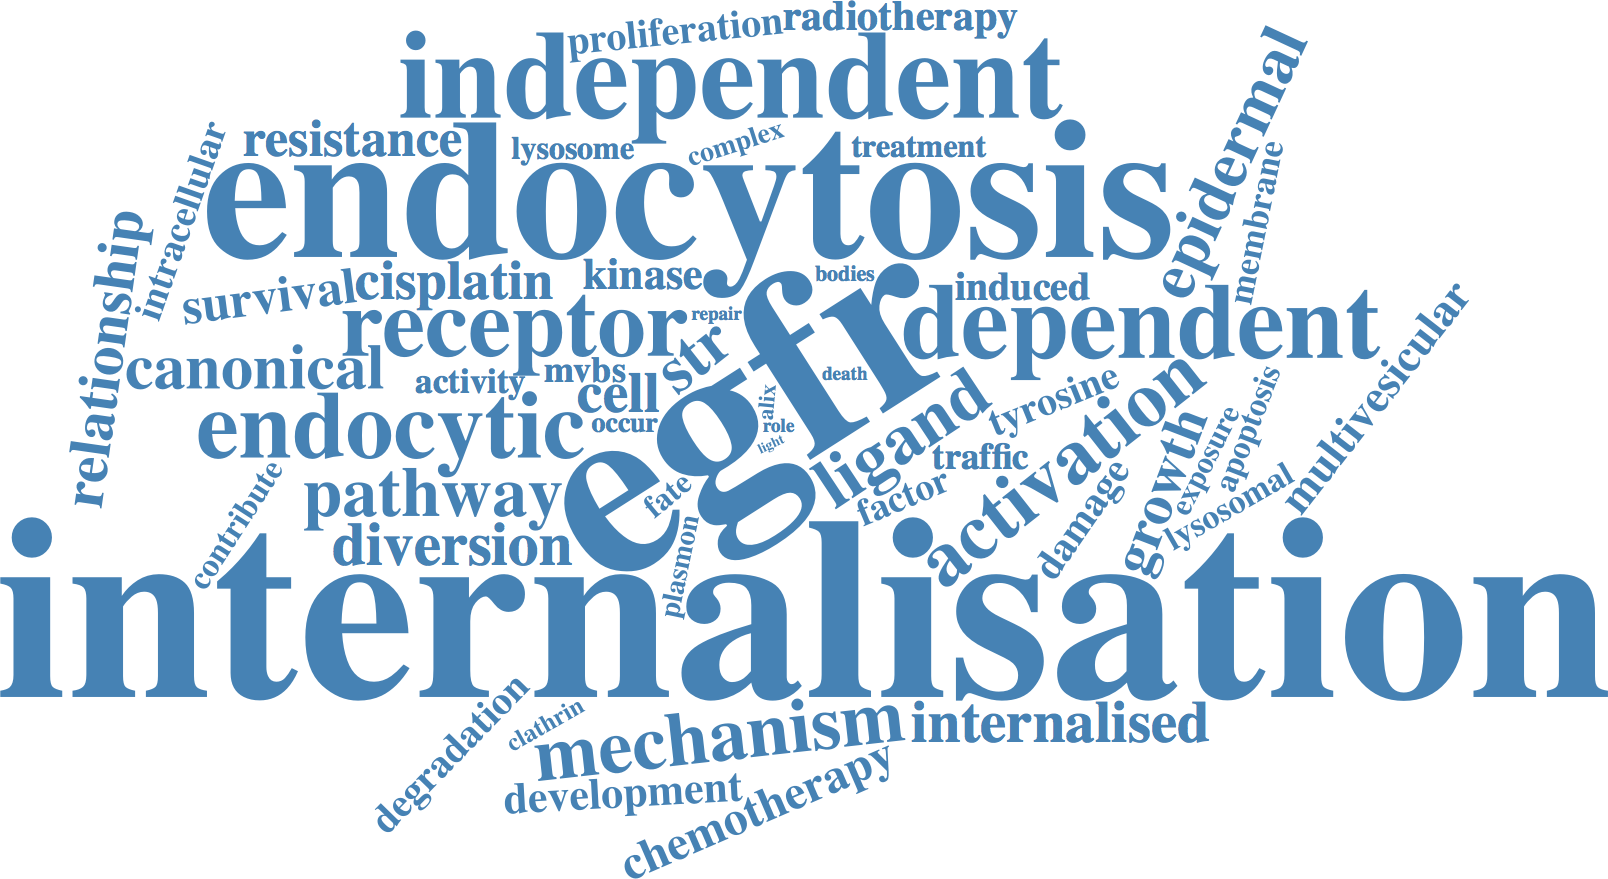 proliferation
radiotherapy
independent
epidermal
resistance
lysosome
complex
treatment
intracellular
endocytosis
membrane
relationship
survival
cisplatin
kinase
bodies
induced
receptor
repair
egfr
dependent
str
canonical
activity
mvbs
cell
death
multivesicular
endocytic
occur
alix
role
light
ligand
tyrosine
activation
growth
exposure
apoptosis
traffic
contribute
pathway
fate
factor
damage
lysosomal
diversion
plasmon
internalisation
degradation
clathrin
mechanism
internalised
development
chemotherapy